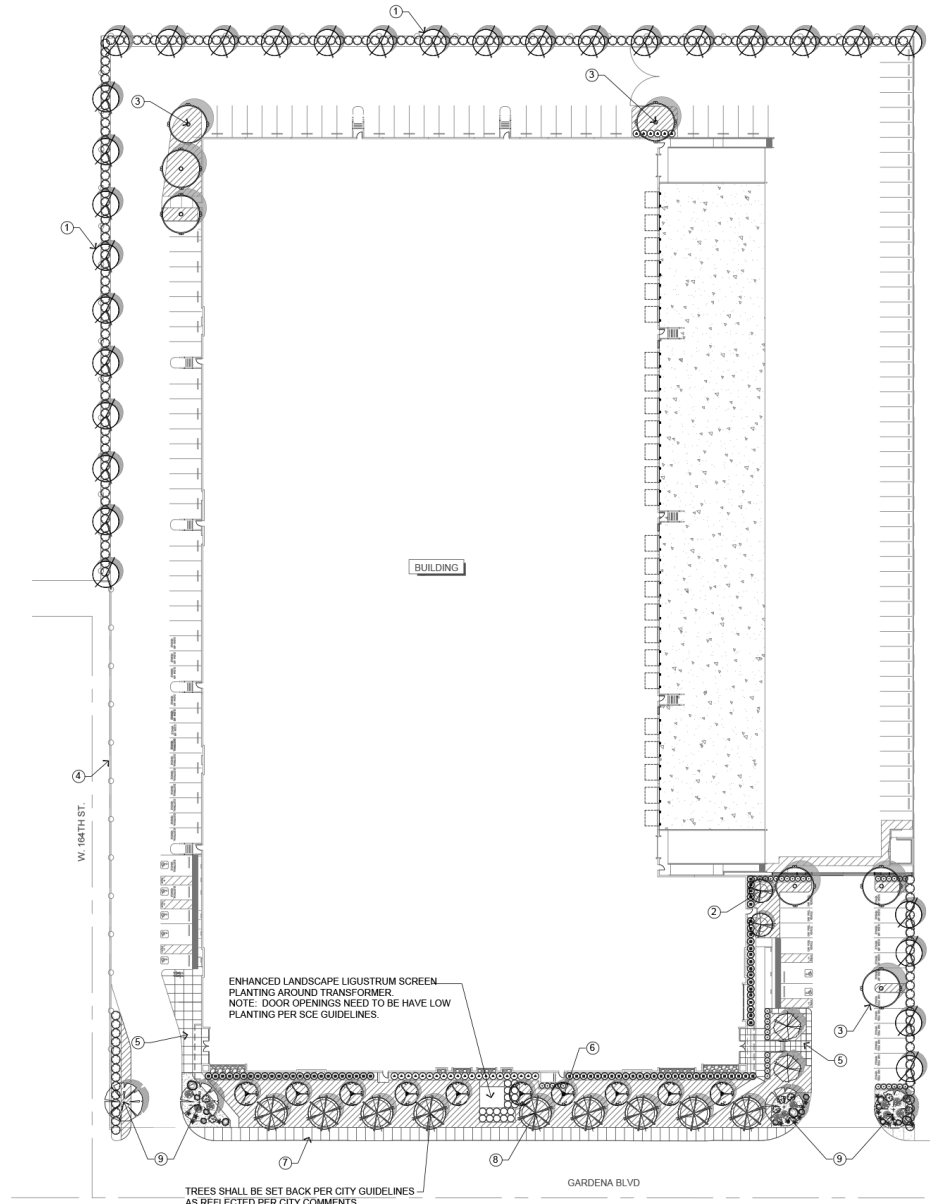 1
3
3
1
BUILDING
4
W. 164TH ST.
2
ENHANCED LANDSCAPE LIGUSTRUM SCREEN
PLANTING AROUND TRANSFORMER.
NOTE: DOOR OPENINGS NEED TO BE HAVE LOW
PLANTING PER SCE GUIDELINES.
3
5
6
5
9
7
8
9
GARDENA BLVD
TREES SHALL BE SET BACK PER CITY GUIDELINES
AS REFLECTED PER CITY COMMENTS